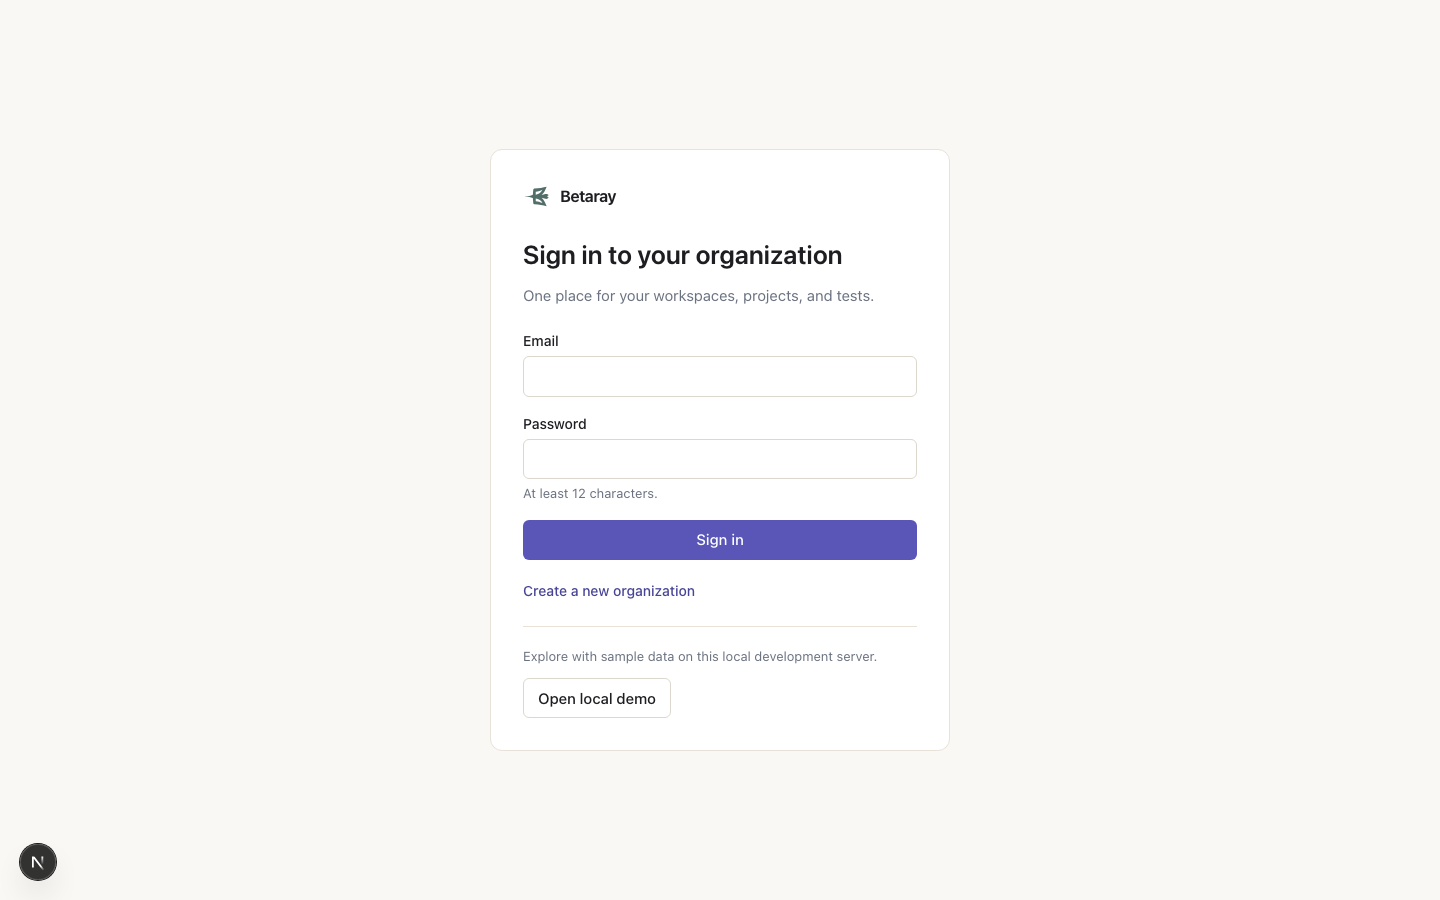 Betaray
Sign in to your organization
One place for your workspaces, projects, and tests.
Email
Password
At least 12 characters.
Sign in
Create a new organization
Explore with sample data on this local development server.
Open local demo
N